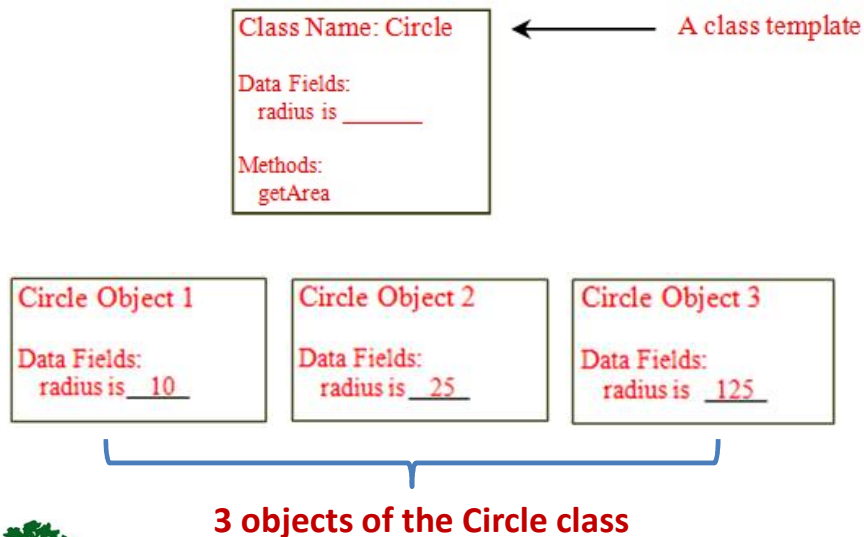 Class Name: Circle
A class template
Data Fields:
radius is ________
Methods:
getArea
Circle Object 1
Data Fields:
radius is 10
Circle Object 2
Data Fields:
radius is 25
Circle Object 3
Data Fields:
radius is 125
3 objects of the Circle class